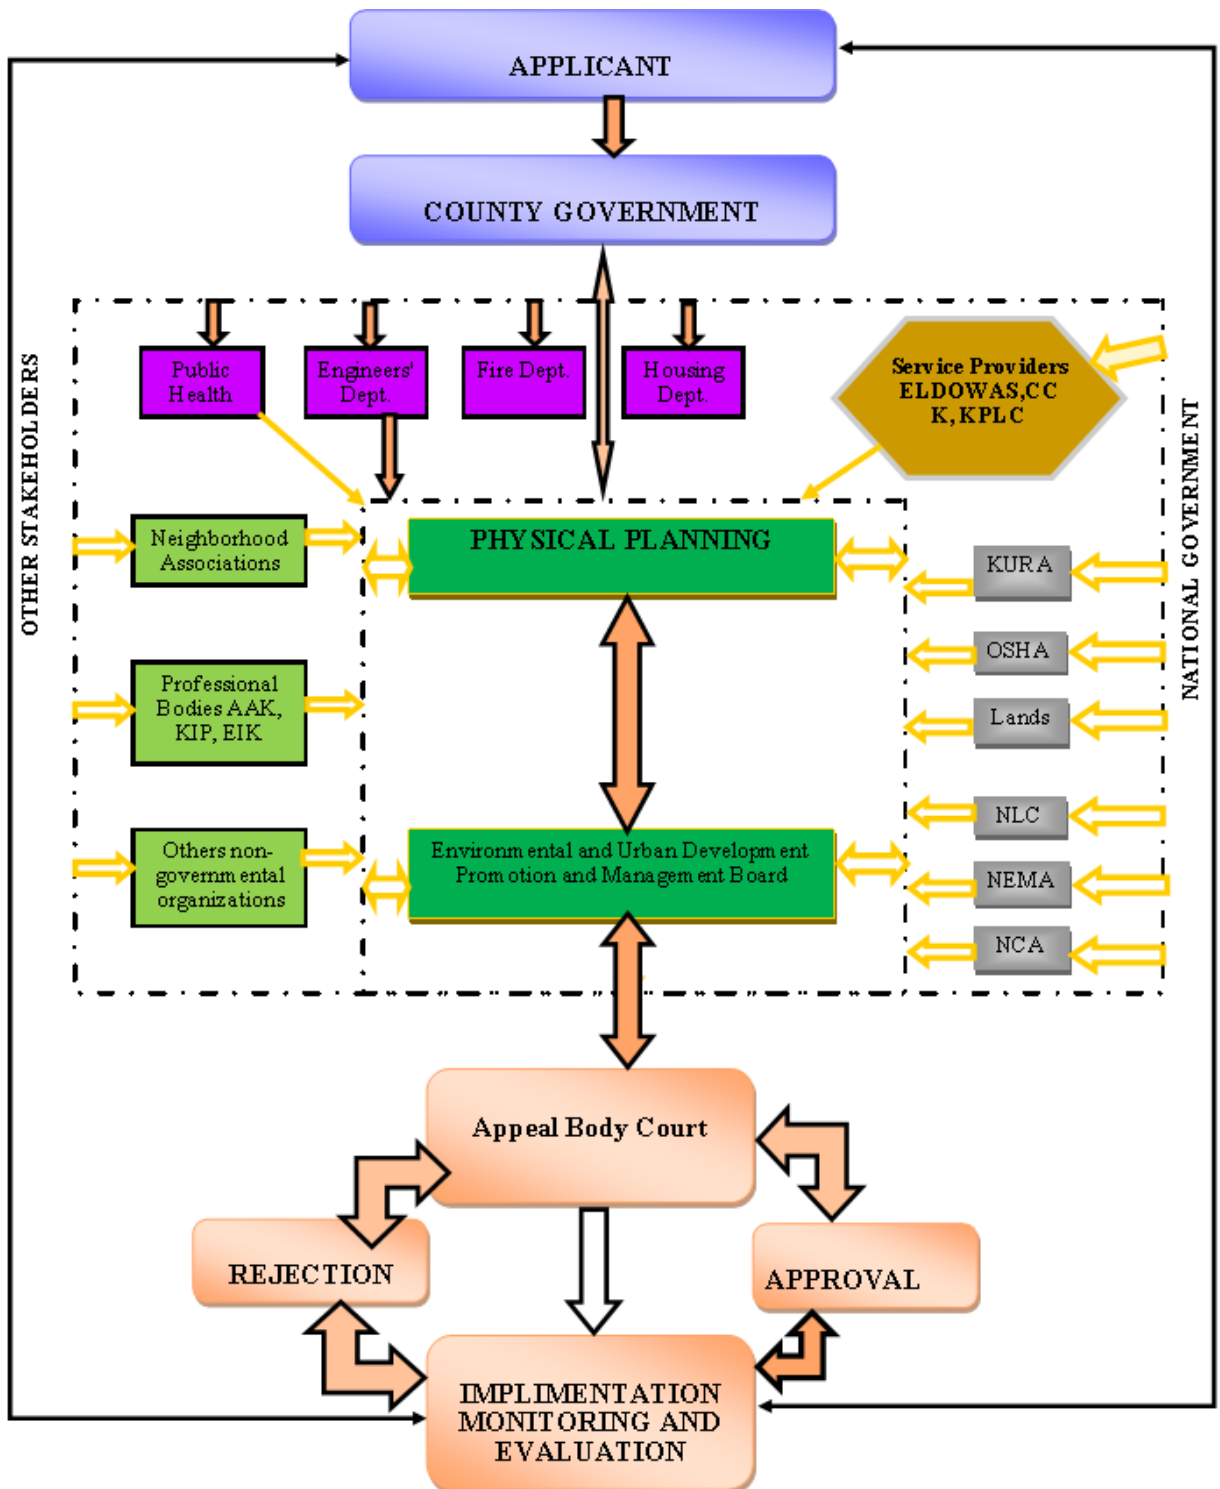 APPLICANT
COUNTY GOVERNMENT
Public
Health
Engineers'
Dept.
Fire Dept.
Housing
Dept.
Service Providers
ELDOWAS,CC
K, KPLC
OTHER STAKEHOLDERS
NATIONAL GOVERNMENT
Neighborhood
Associations
PHYSICAL PLANNING
KURA
OSHA
Professional
Bodies AAK,
KIP, EIK
Lands
NLC
Others non-
governmental
organizations
Environmental and Urban Development
Promotion and Management Board
NEMA
NCA
Appeal Body Court
REJECTION
APPROVAL
IMPLIMENTATION
MONITORING AND
EVALUATION